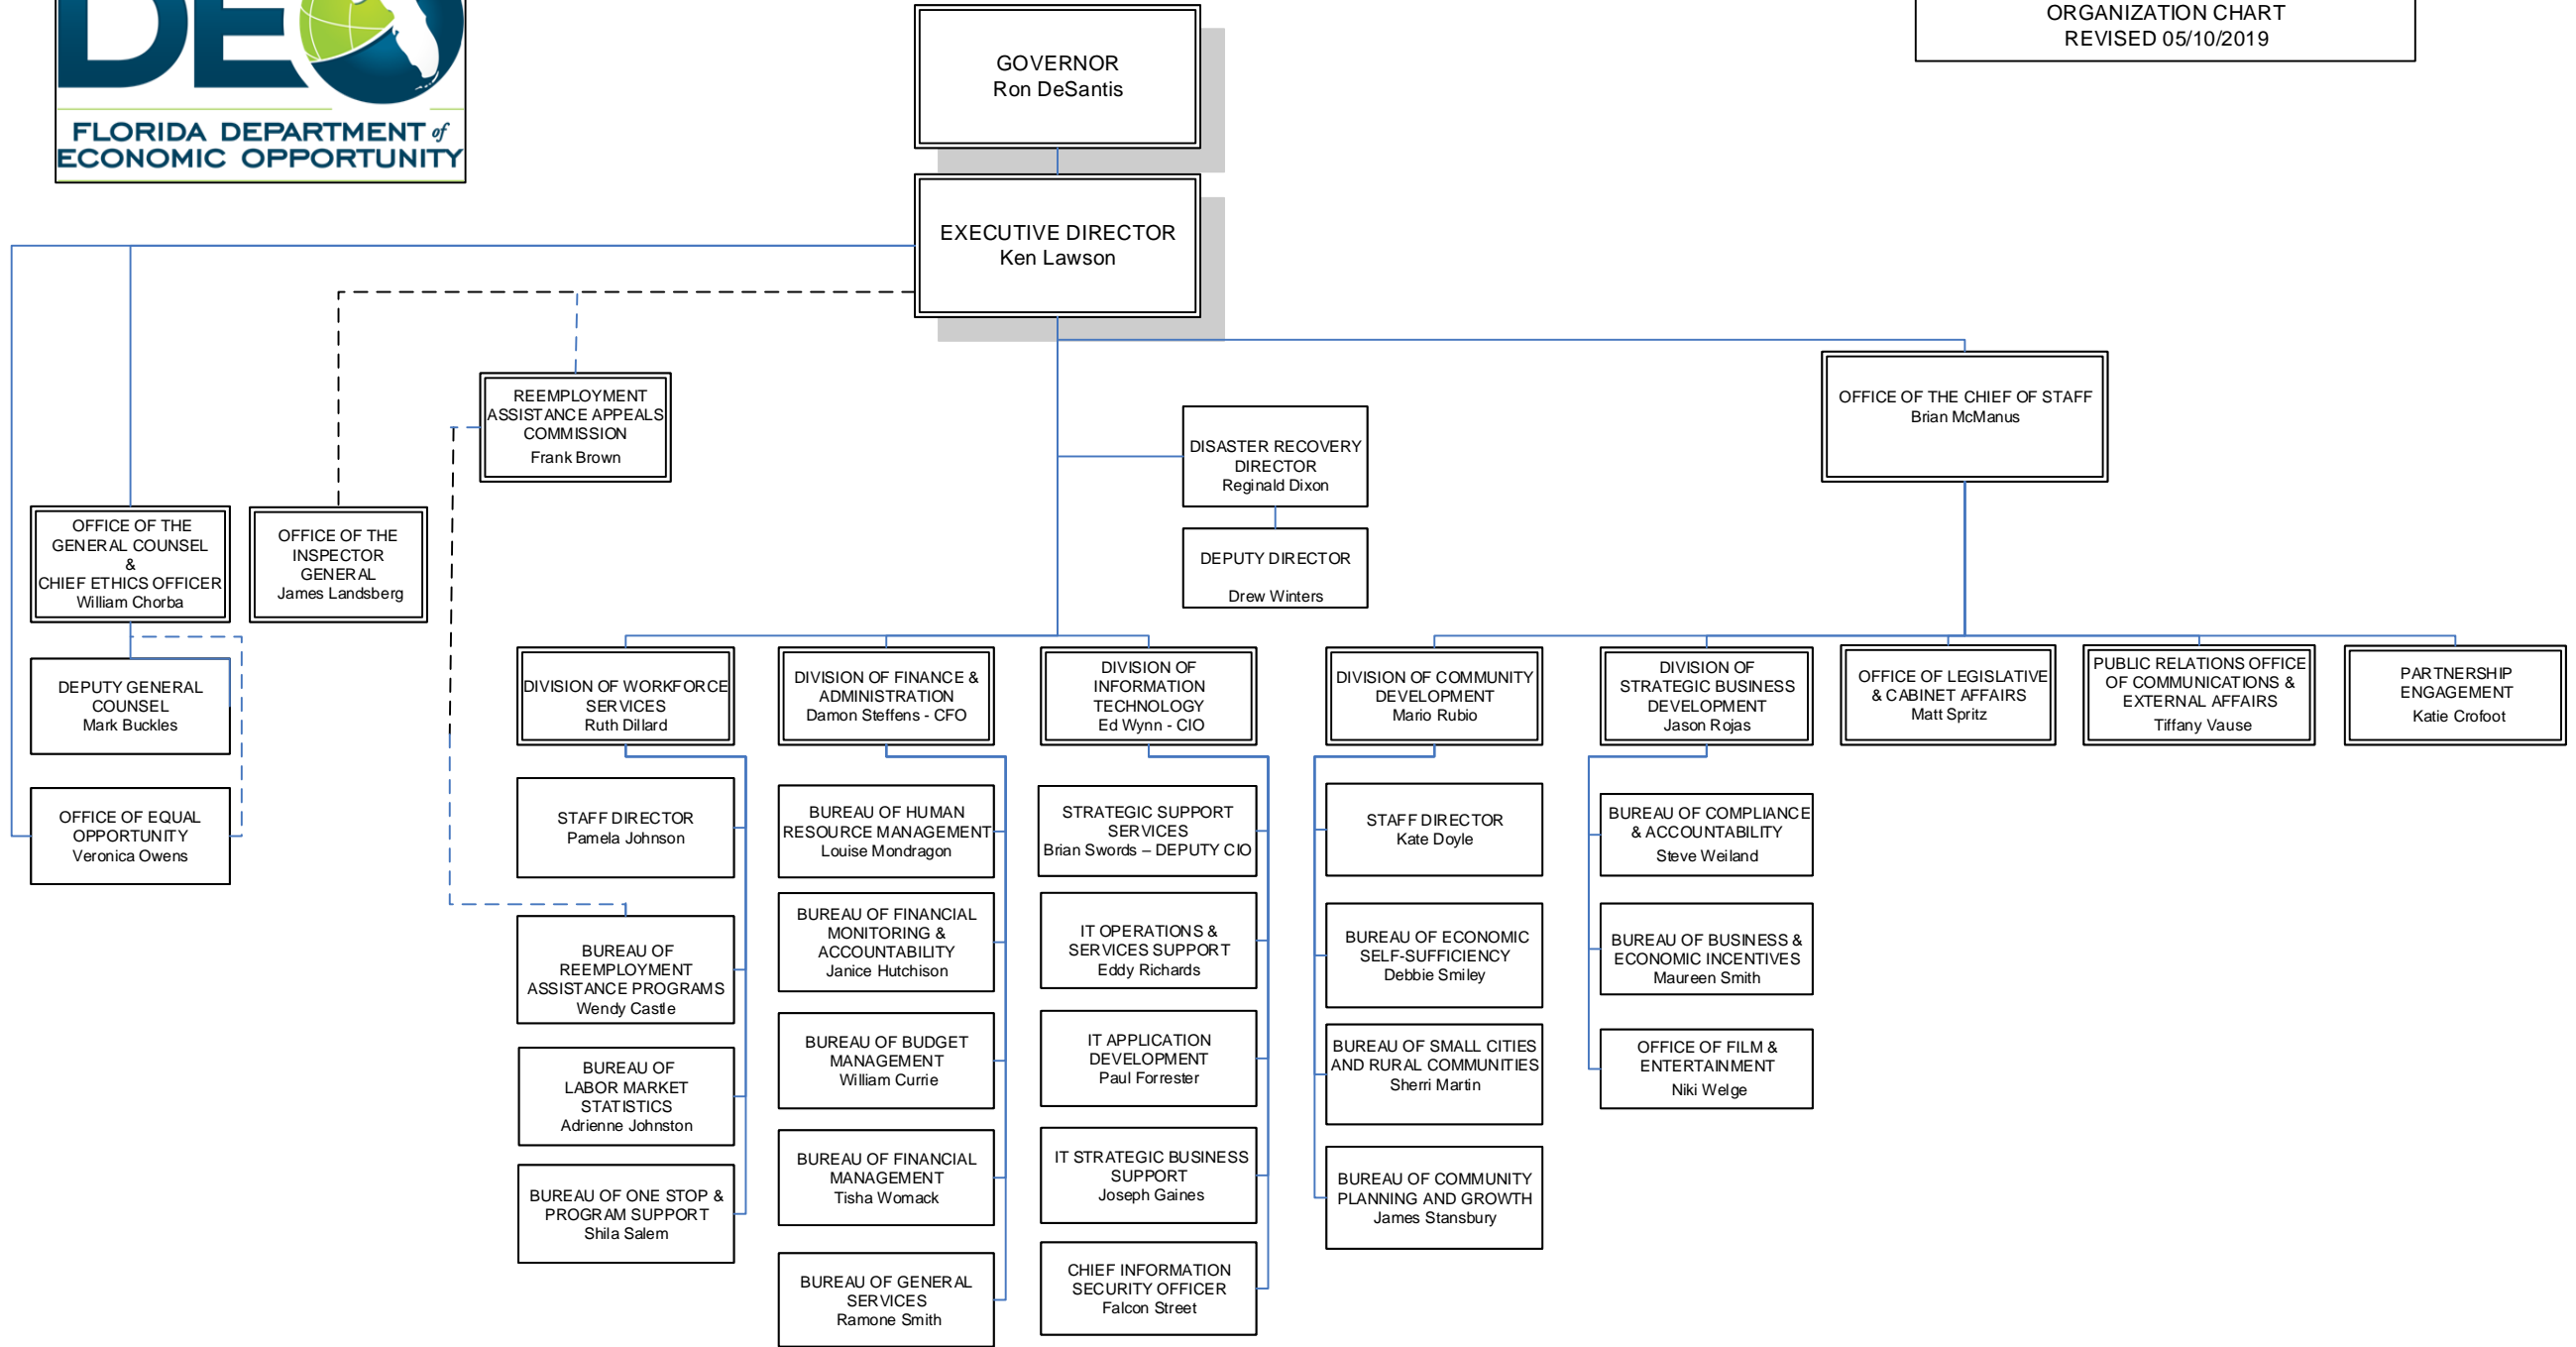 DEO
FLORIDA DEPARTMENT of
ECONOMIC OPPORTUNITY
ORGANIZATION CHART
REVISED 05/10/2019
GOVERNOR
Ron DeSantis
EXECUTIVE DIRECTOR
Ken Lawson
REEMPLOYMENT
ASSISTANCE APPEALS
COMMISSION
Frank Brown
OFFICE OF THE CHIEF OF STAFF
Brian McManus
DISASTER RECOVERY
DIRECTOR
Reginald Dixon
DEPUTY DIRECTOR
Drew Winters
OFFICE OF THE
GENERAL COUNSEL
&
CHIEF ETHICS OFFICER
William Chorba
OFFICE OF THE
INSPECTOR
GENERAL
James Landsberg
DEPUTY GENERAL
COUNSEL
Mark Buckles
OFFICE OF EQUAL
OPPORTUNITY
Veronica Owens
DIVISION OF WORKFORCE
SERVICES
Ruth Dillard
STAFF DIRECTOR
Pamela Johnson
BUREAU OF
REEMPLOYMENT
ASSISTANCE PROGRAMS
Wendy Castle
BUREAU OF
LABOR MARKET
STATISTICS
Adrienne Johnston
BUREAU OF ONE STOP &
PROGRAM SUPPORT
Shila Salem
DIVISION OF FINANCE &
ADMINISTRATION
Damon Steffens - CFO
BUREAU OF HUMAN
RESOURCE MANAGEMENT
Louise Mondragon
BUREAU OF FINANCIAL
MONITORING &
ACCOUNTABILITY
Janice Hutchison
BUREAU OF BUDGET
MANAGEMENT
William Currie
BUREAU OF FINANCIAL
MANAGEMENT
Tisha Womack
BUREAU OF GENERAL
SERVICES
Ramone Smith
DIVISION OF
INFORMATION
TECHNOLOGY
Ed Wynn - CIO
STRATEGIC SUPPORT
SERVICES
Brian Swords – DEPUTY CIO
IT OPERATIONS &
SERVICES SUPPORT
Eddy Richards
IT APPLICATION
DEVELOPMENT
Paul Forrester
IT STRATEGIC BUSINESS
SUPPORT
Joseph Gaines
CHIEF INFORMATION
SECURITY OFFICER
Falcon Street
DIVISION OF COMMUNITY
DEVELOPMENT
Mario Rubio
STAFF DIRECTOR
Kate Doyle
BUREAU OF ECONOMIC
SELF-SUFFICIENCY
Debbie Smiley
BUREAU OF SMALL CITIES
AND RURAL COMMUNITIES
Sherri Martin
BUREAU OF COMMUNITY
PLANNING AND GROWTH
James Stansbury
DIVISION OF
STRATEGIC BUSINESS
DEVELOPMENT
Jason Rojas
BUREAU OF COMPLIANCE
& ACCOUNTABILITY
Steve Weiland
BUREAU OF BUSINESS &
ECONOMIC INCENTIVES
Maureen Smith
OFFICE OF FILM &
ENTERTAINMENT
Niki Welge
OFFICE OF LEGISLATIVE
& CABINET AFFAIRS
Matt Spritz
PUBLIC RELATIONS OFFICE
OF COMMUNICATIONS &
EXTERNAL AFFAIRS
Tiffany Vause
PARTNERSHIP
ENGAGEMENT
Katie Crofoot